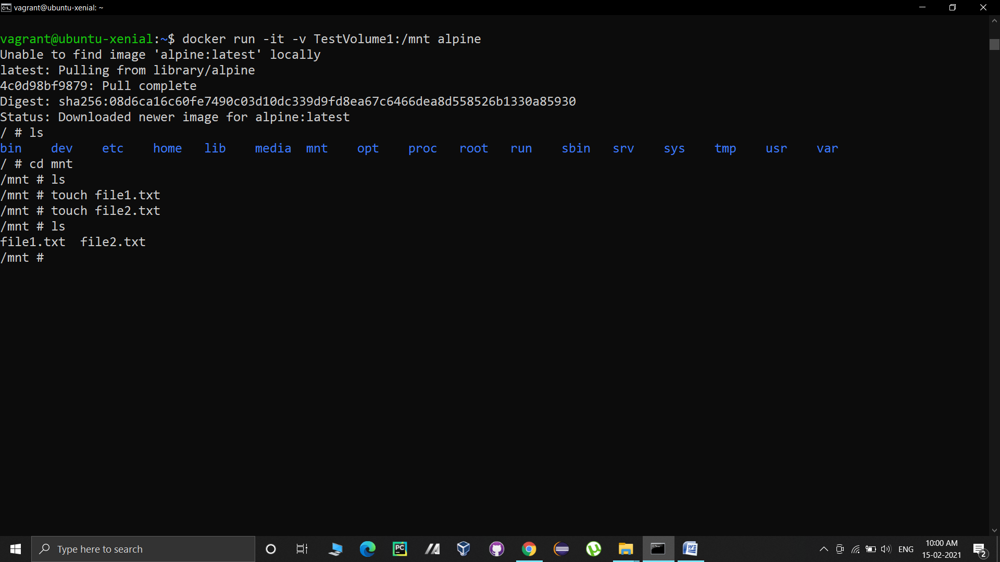 vagrant@ubuntu-xenial: ~
vagrant@ubuntu-xenial:~$ docker run -it -v TestVolume1:/mnt alpine
Unable to find image 'alpine:latest' locally
latest: Pulling from library/alpine
4c0d98bf9879: Pull complete
Digest: sha256:08d6ca16c60fe7490c03d10dc339d9fd8ea67c6466dea8d558526b1330a85930
Status: Downloaded newer image for alpine:latest
/ # ls
bin    dev    etc    home   lib    media  mnt    opt    proc   root   run    sbin   srv    sys    tmp    usr    var
/ # cd mnt
/mnt # ls
/mnt # touch file1.txt
/mnt # touch file2.txt
/mnt # ls
file1.txt  file2.txt
/mnt #
Type here to search
PC
W
ENG
10:00 AM
15-02-2021
2